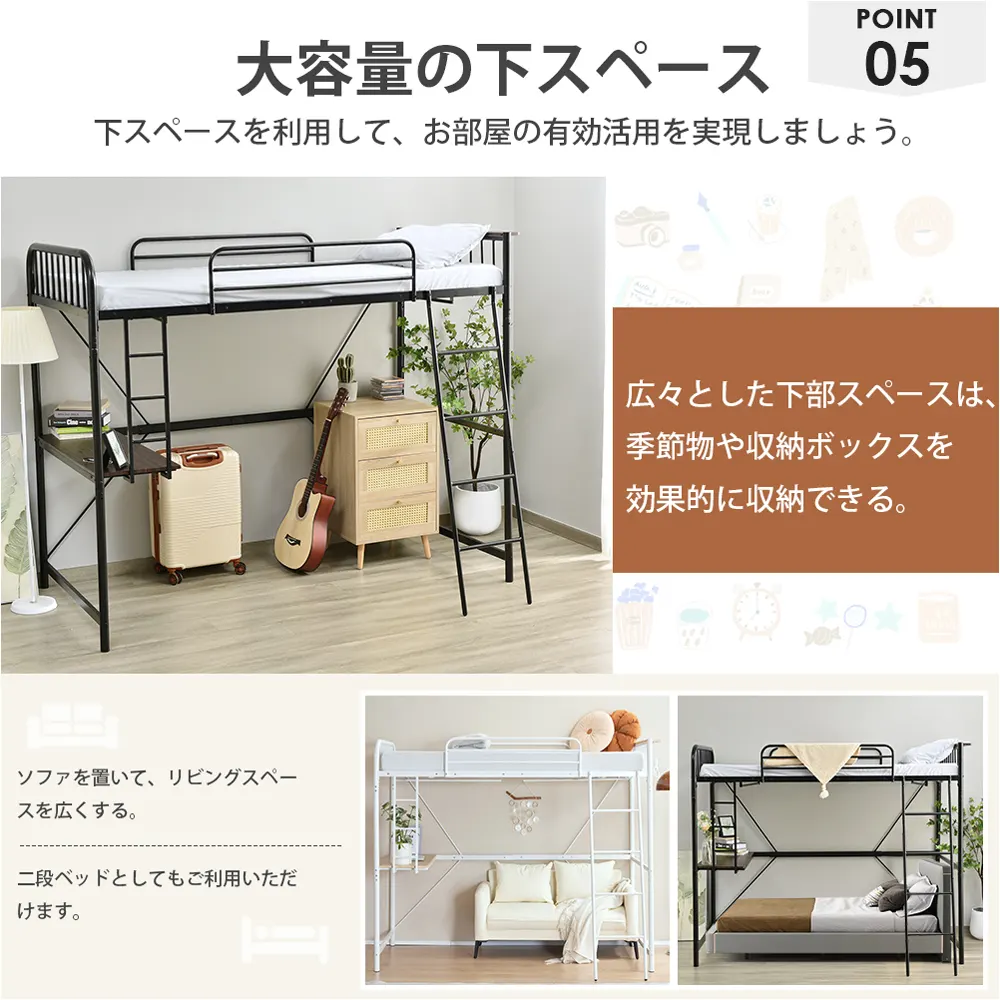 POINT
05
大容量の下スペース
下スペースを利用して、お部屋の有効活用を実現しましょう。
広々とした下部スペースは、
季節物や収納ボックスを
効果的に収納できる。
ソファを置いて、リビングスペー
スを広くする。
二段ベッドとしてもご利用いただ
けます。